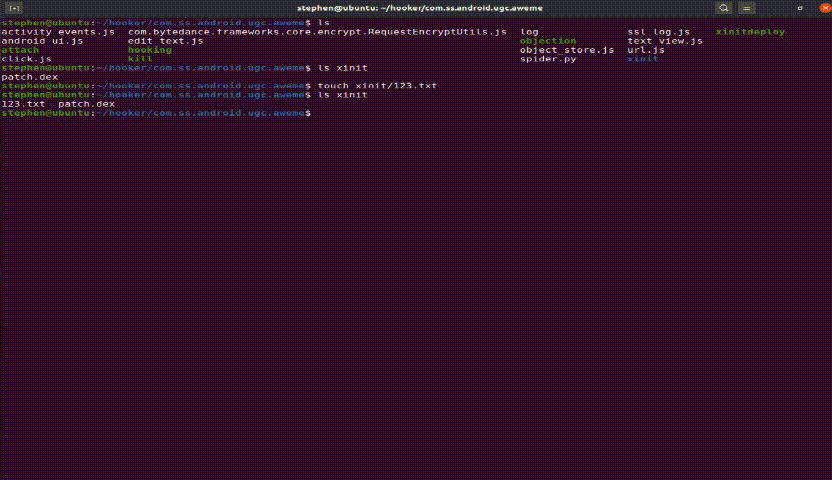 stephen@ubuntu: ~/hooker/com.ss.android.ugc.aweme
stephen@ubuntu:~/hooker/com.ss.android.ugc.aweme$ ls
activity_events.js  com.bytedance.frameworks.core.encrypt.RequestEncryptUtils.js  log  ssl_log.js  xinitdeploy
android_ui.js  edit_text.js  objection  text_view.js
attach  hooking  object_store.js  url.js
click.js  kill  spider.py  xinit
stephen@ubuntu:~/hooker/com.ss.android.ugc.aweme$ ls xinit
patch.dex
stephen@ubuntu:~/hooker/com.ss.android.ugc.aweme$ touch xinit/123.txt
stephen@ubuntu:~/hooker/com.ss.android.ugc.aweme$ ls xinit
123.txt  patch.dex
stephen@ubuntu:~/hooker/com.ss.android.ugc.aweme$